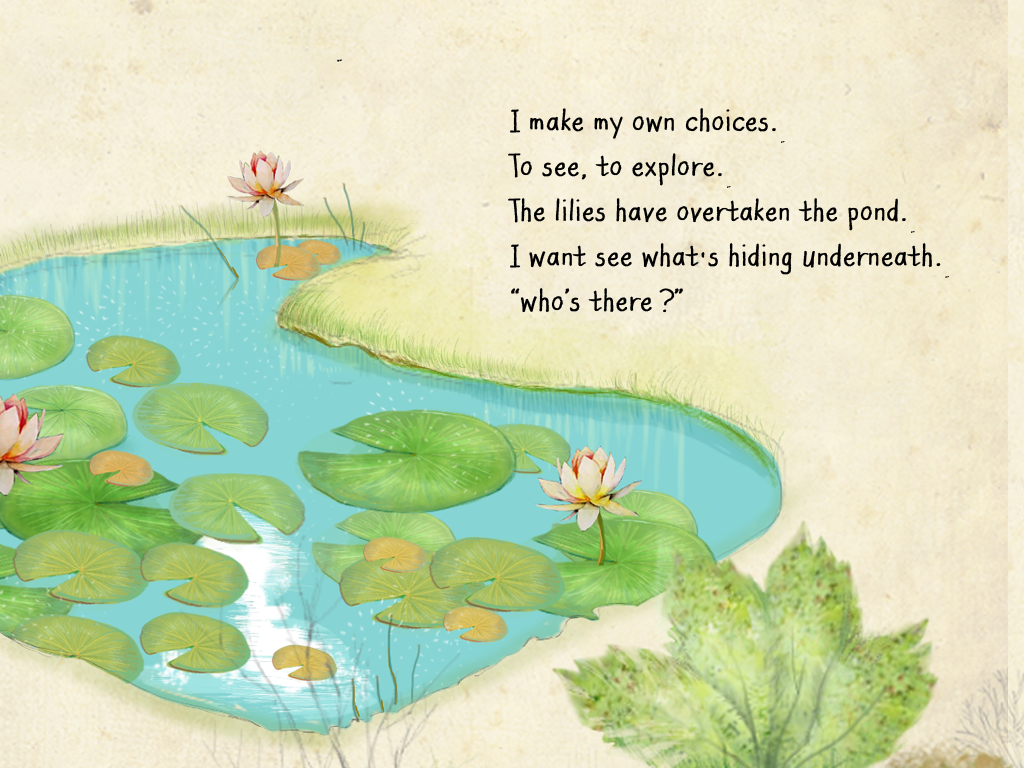 I make my own choices.
To see, to explore.
The lilies have overtaken the pond.
I want see what's hiding underneath.
“who's there ?”